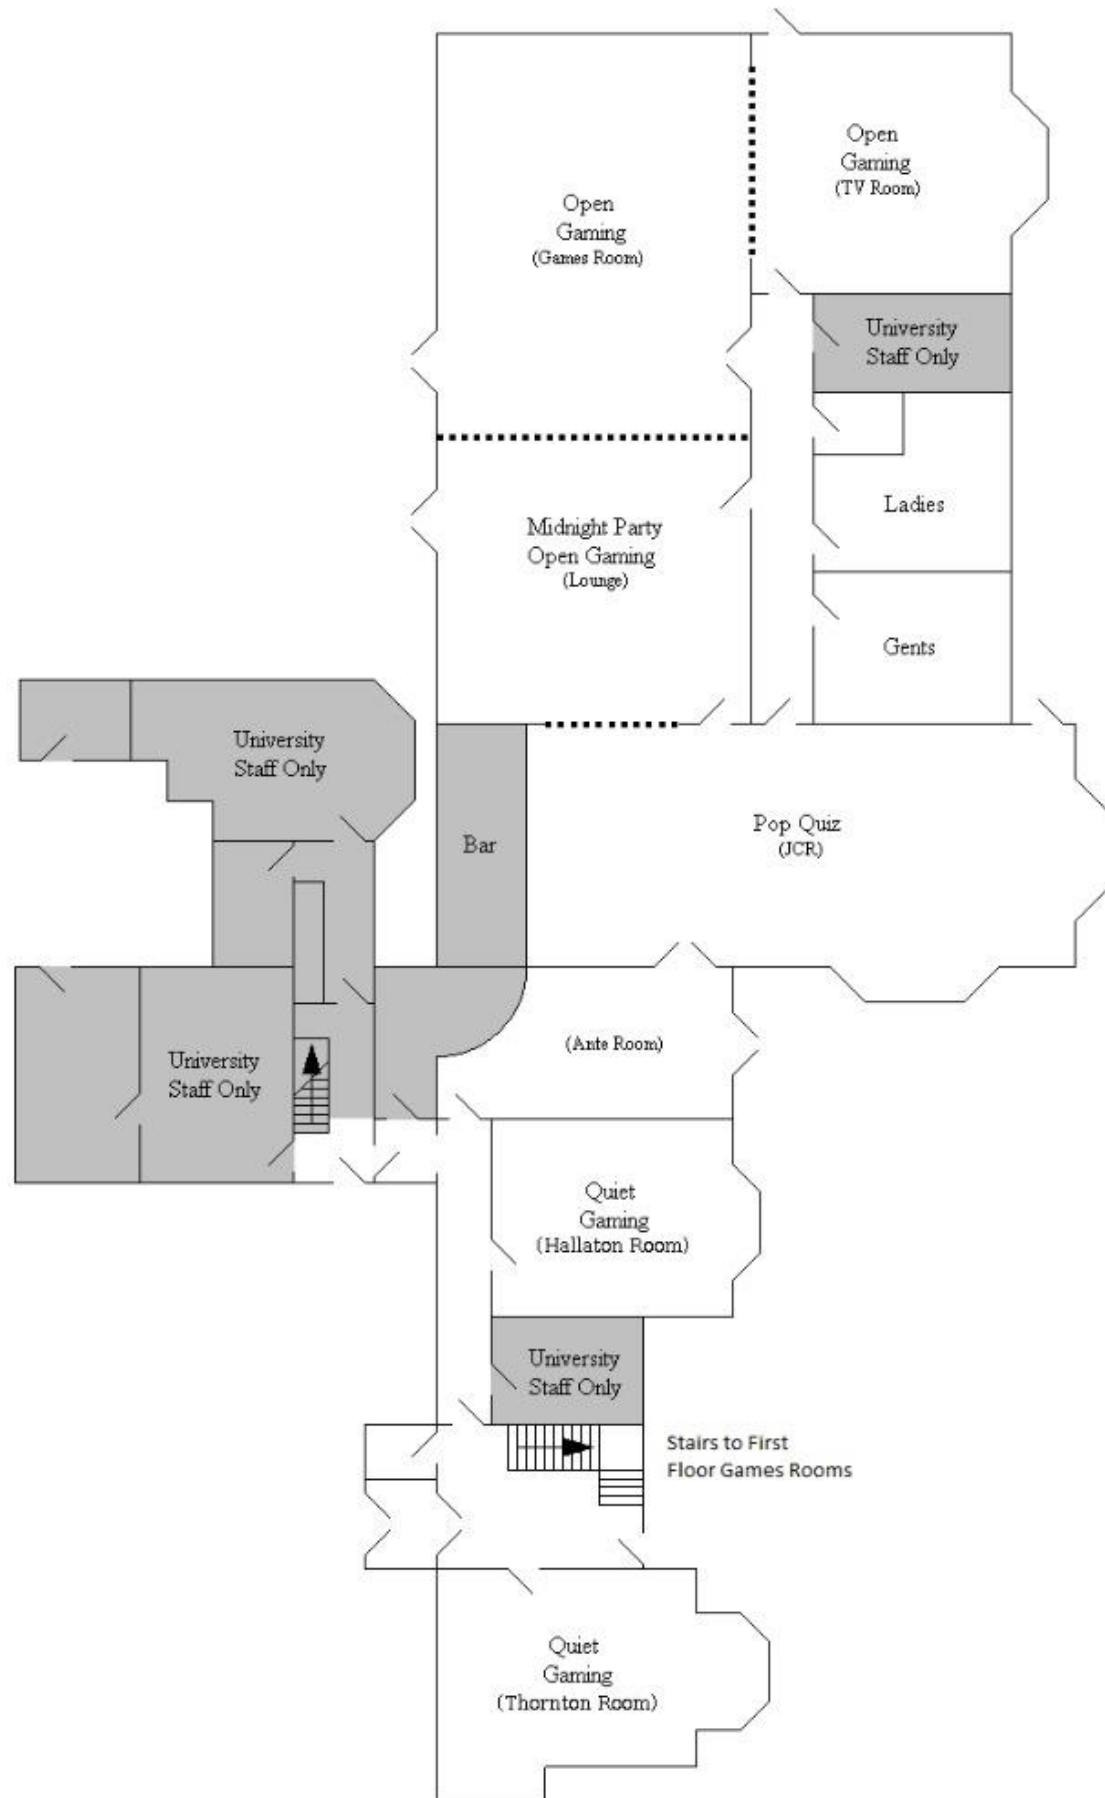 Open
Gaming
(TV Room)
Open
Gaming
(Games Room)
University
Staff Only
Ladies
Midnight Party
Open Gaming
(Lounge)
Gents
University
Staff Only
Bar
Pop Quiz
(JCR)
(Ante Room)
University
Staff Only
Quiet
Gaming
(Hallaton Room)
University
Staff Only
Stairs to First
Floor Games Rooms
Quiet
Gaming
(Thornton Room)